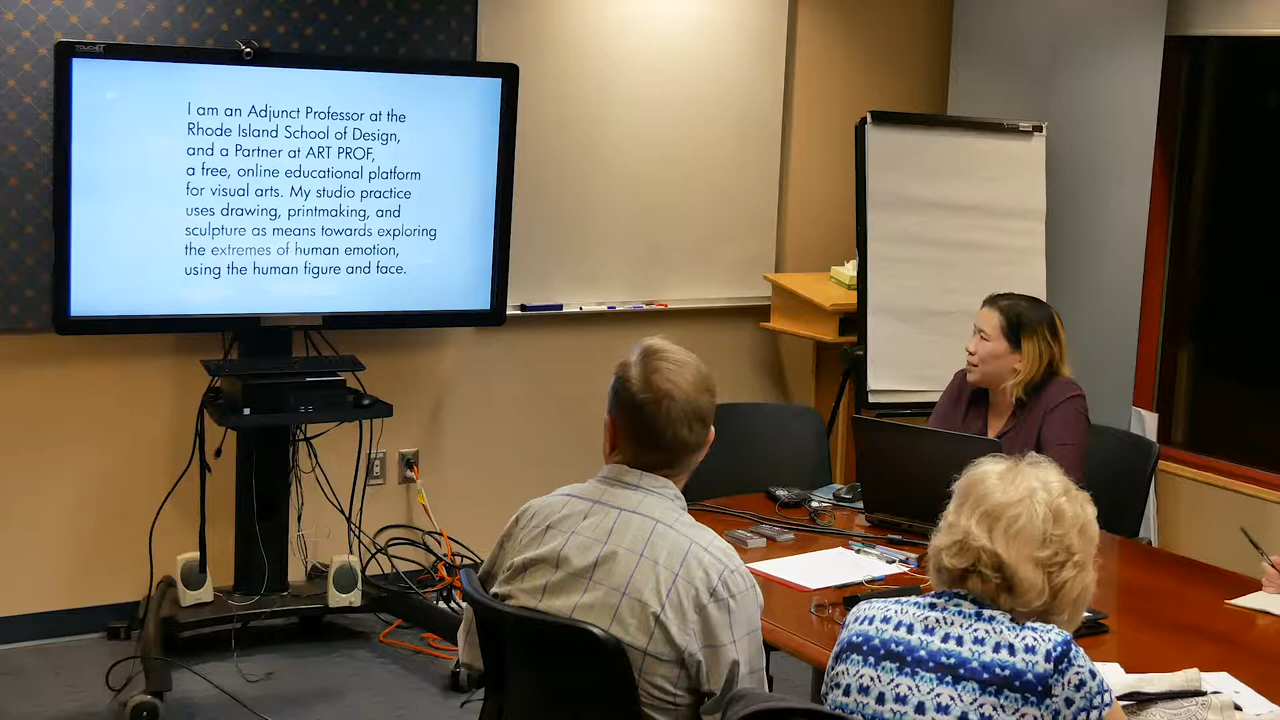 TOUCHIT
I am an Adjunct Professor at the
Rhode Island School of Design,
and a Partner at ART PROF,
a free, online educational platform
for visual arts. My studio practice
uses drawing, printmaking, and
sculpture as means towards exploring
the extremes of human emotion,
using the human figure and face.